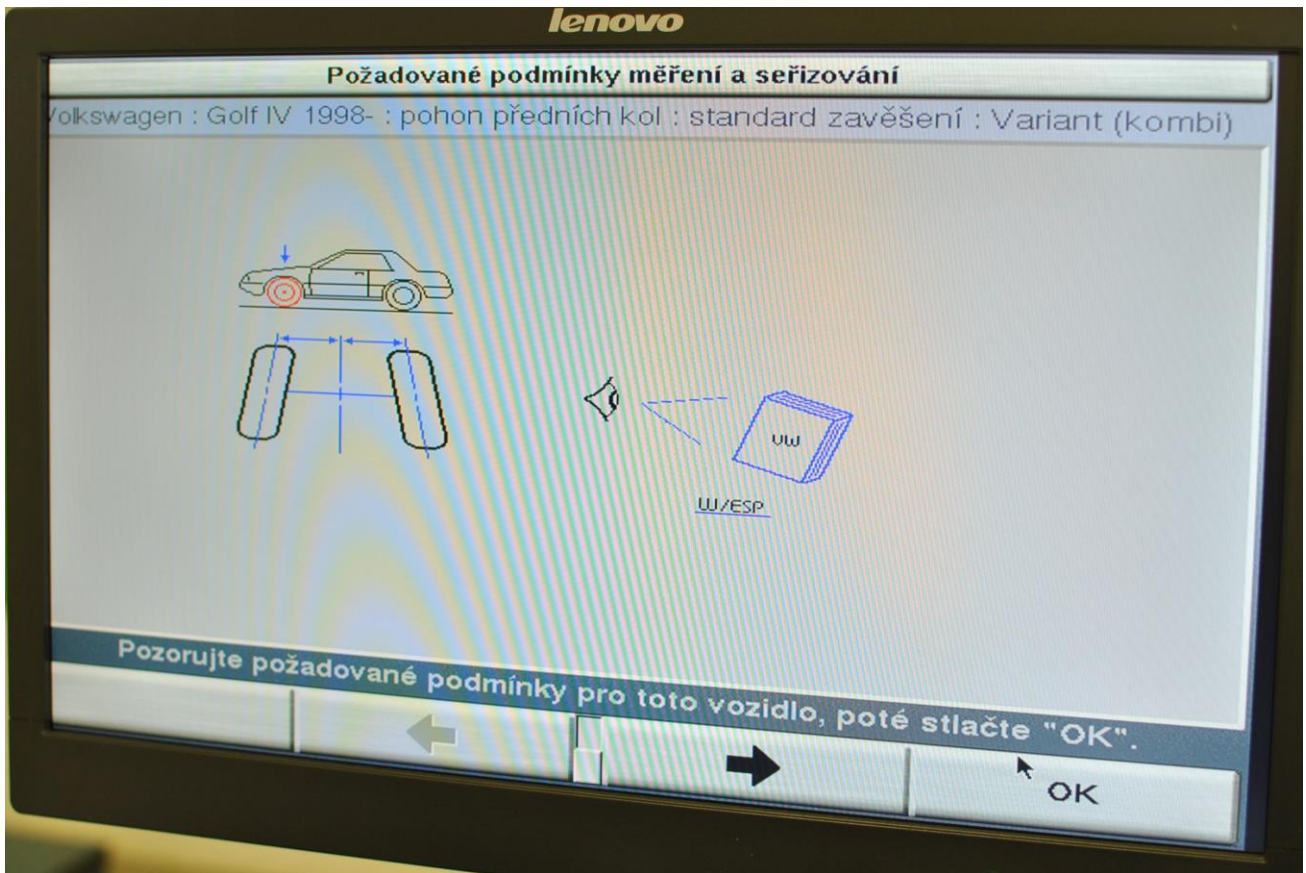 lenovo
Požadované podmínky měření a seřizování
Volkswagen : Golf IV 1998- : pohon předních kol : standard zavěšení : Variant (kombi)
VW
W/ESP
Pozorujte požadované podmínky pro toto vozidlo, poté stlačte "OK".
OK